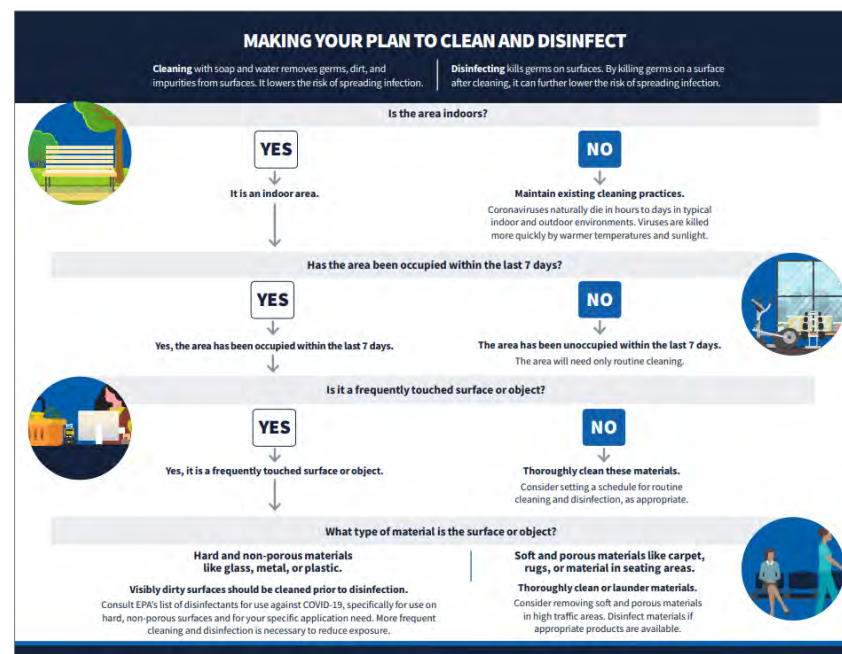 MAKING YOUR PLAN TO CLEAN AND DISINFECT
Cleaning with soap and water removes germs, dirt, and
impurities from surfaces. It lowers the risk of spreading infection.
Disinfecting kills germs on surfaces. By killing germs on a surface
after cleaning, it can further lower the risk of spreading infection.
Is the area indoors?
YES
It is an indoor area.
NO
Maintain existing cleaning practices.
Coronaviruses naturally die in hours to days in typical
indoor and outdoor environments. Viruses are killed
more quickly by warmer temperatures and sunlight.
Has the area been occupied within the last 7 days?
YES
Yes, the area has been occupied within the last 7 days.
NO
The area has been unoccupied within the last 7 days.
The area will need only routine cleaning.
Is it a frequently touched surface or object?
YES
Yes, it is a frequently touched surface or object.
NO
Thoroughly clean these materials.
Consider setting a schedule for routine
cleaning and disinfection, as appropriate.
What type of material is the surface or object?
Hard and non-porous materials
like glass, metal, or plastic.
Visibly dirty surfaces should be cleaned prior to disinfection.
Consult EPA's list of disinfectants for use against COVID-19, specifically for use on
hard, non-porous surfaces and for your specific application need. More frequent
cleaning and disinfection is necessary to reduce exposure.
Soft and porous materials like carpet,
rugs, or material in seating areas.
Thoroughly clean or launder materials.
Consider removing soft and porous materials
in high traffic areas. Disinfect materials if
appropriate products are available.